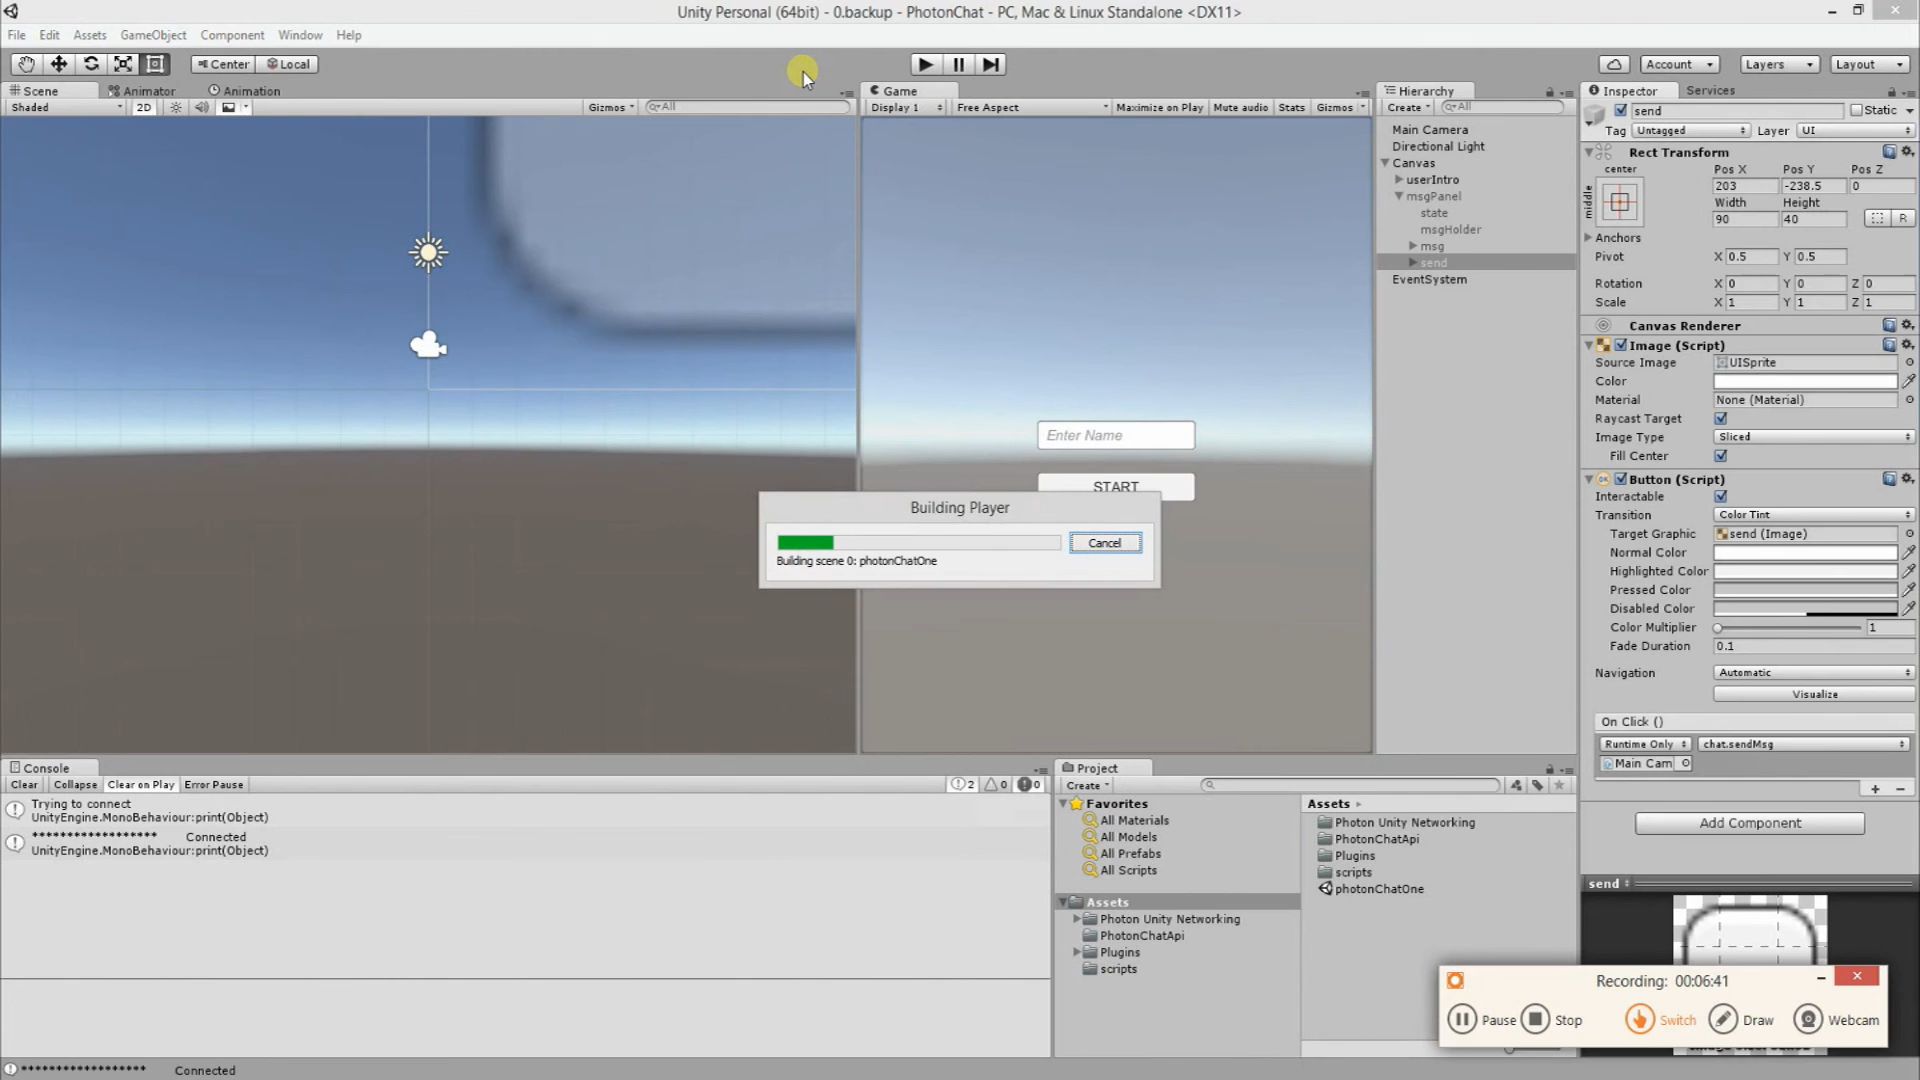 Unity Personal (64bit) - 0.backup - PhotonChat - PC, Mac & Linux Standalone <DX11>
File Edit Assets GameObject Component Window Help
Center Local
Account Layers Layout
Scene Animator Animation
Shaded 2D Gizmos All
Game
Display 1 Free Aspect Maximize on Play Mute audio Stats Gizmos
Enter Name
START
Building Player
Cancel
Building scene 0: photonChatOne
Hierarchy
Create All
Main Camera
Directional Light
Canvas
userIntro
msgPanel
state
msgHolder
msg
send
EventSystem
Inspector Services
send Static
Tag Untagged Layer UI
Rect Transform
center
middle
Pos X Pos Y Pos Z
203 -238.5 0
Width Height
90 40 R
Anchors
Pivot X 0.5 Y 0.5
Rotation X 0 Y 0 Z 0
Scale X 1 Y 1 Z 1
Canvas Renderer
Image (Script)
Source Image UISprite
Color
Material None (Material)
Raycast Target
Image Type Sliced
Fill Center
Button (Script)
Interactable
Transition Color Tint
Target Graphic send (Image)
Normal Color
Highlighted Color
Pressed Color
Disabled Color
Color Multiplier 1
Fade Duration 0.1
Navigation Automatic
Visualize
On Click ()
Runtime Only chat.sendMsg
Main Cam
Add Component
send
Console
Clear Collapse Clear on Play Error Pause 2 0 0
Trying to connect
UnityEngine.MonoBehaviour:print(Object)
****************** Connected
UnityEngine.MonoBehaviour:print(Object)
Project
Create
Favorites
All Materials
All Models
All Prefabs
All Scripts
Assets
Photon Unity Networking
PhotonChatApi
Plugins
scripts
Assets
Photon Unity Networking
PhotonChatApi
Plugins
scripts
photonChatOne
Recording: 00:06:41
Pause Stop Switch Draw Webcam
****************** Connected